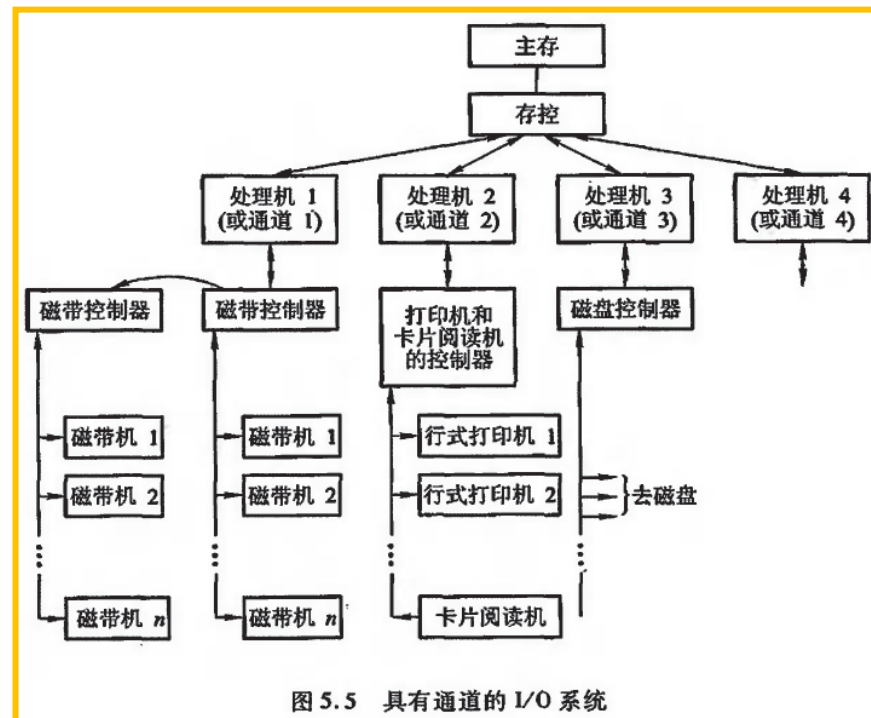 主存
存控
处理机 1
(或通道 1)
处理机 2
(或通道 2)
处理机 3
(或通道 3)
处理机 4
(或通道 4)
磁带控制器
磁带控制器
打印机和
卡片阅读机
的控制器
磁盘控制器
磁带机 1
磁带机 1
行式打印机 1
磁带机 2
磁带机 2
行式打印机 2
去磁盘
磁带机 n
磁带机 n
卡片阅读机
图 5.5 具有通道的 I/O 系统